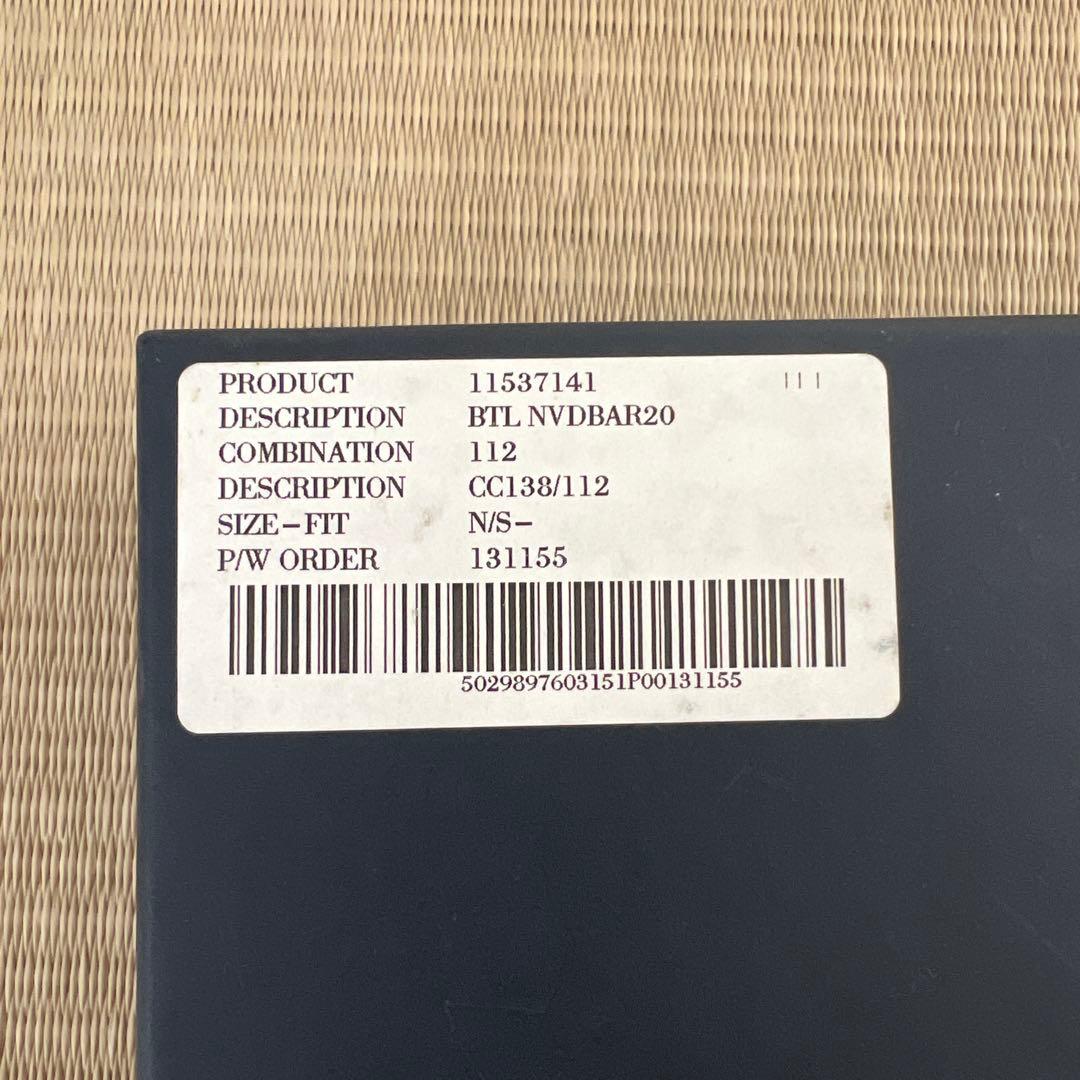 PRODUCT 11537141 111
DESCRIPTION BTL NVDBAR20
COMBINATION 112
DESCRIPTION CC138/112
SIZE-FIT N/S-
P/W ORDER 131155
5029897603151P00131155